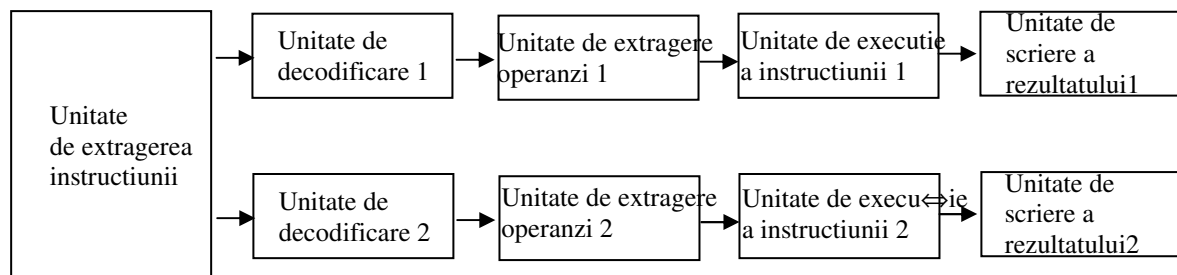 Unitate
de extragerea
instructiunii
Unitate de
decodificare 1
Unitate de extragere
operanzi 1
Unitate de executie
a instructiunii 1
Unitate de
scriere a
rezultatului1
Unitate de
decodificare 2
Unitate de extragere
operanzi 2
Unitate de execu⇔ie
a instructiunii 2
Unitate de
scriere a
rezultatului2